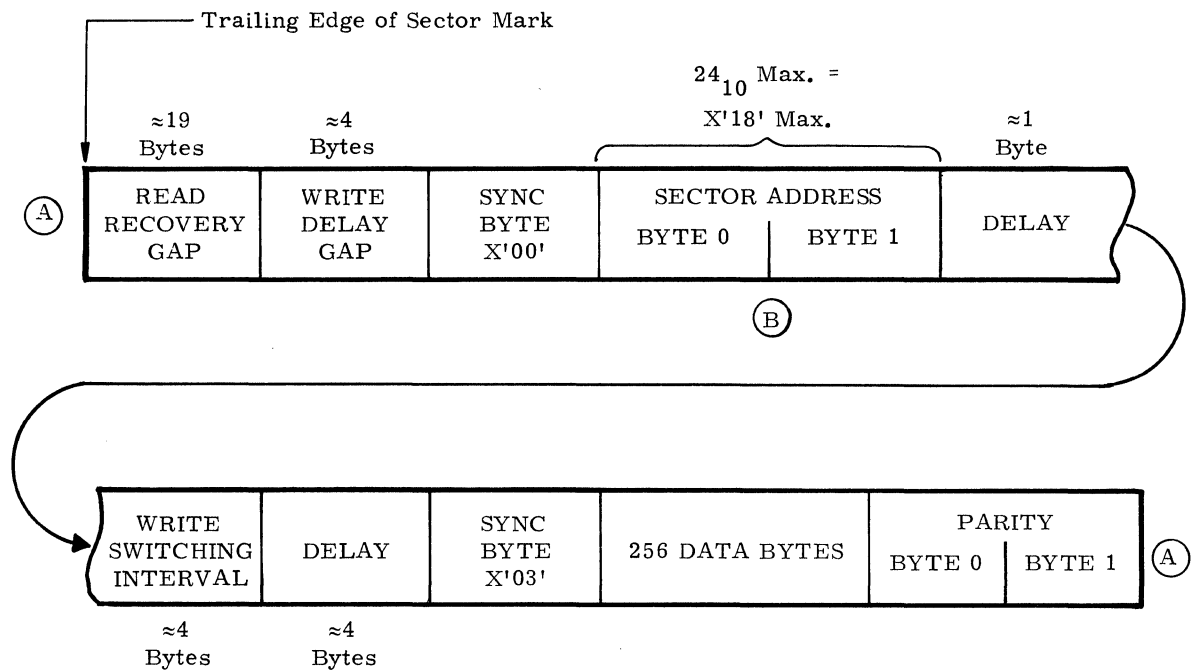 Trailing Edge of Sector Mark
24₁₀ Max. =
X'18' Max.
≈19
Bytes
≈4
Bytes
≈1
Byte
A
READ
RECOVERY
GAP
WRITE
DELAY
GAP
SYNC
BYTE
X'00'
SECTOR ADDRESS
BYTE 0
BYTE 1
DELAY
B
WRITE
SWITCHING
INTERVAL
DELAY
SYNC
BYTE
X'03'
256 DATA BYTES
PARITY
BYTE 0
BYTE 1
A
≈4
Bytes
≈4
Bytes